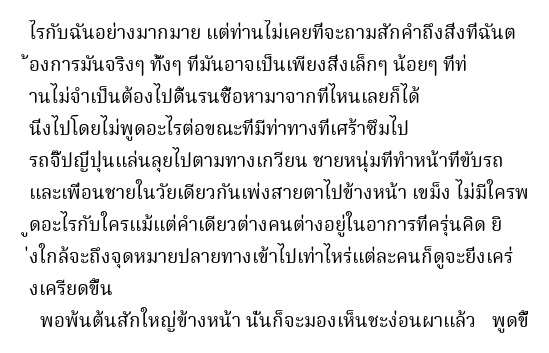 ไรกับฉันอย่างมากมาย แต่ท่านไม่เคยที่จะถามสักคำถึงสิ่งที่ฉันต
้องการมันจริงๆ ทั้งๆ ที่มันอาจเป็นเพียงสิ่งเล็กๆ น้อยๆ ที่ท่
านไม่จำเป็นต้องไปดิ้นรนซื้อหามาจากที่ไหนเลยก็ได้
นิ่งไปโดยไม่พูดอะไรต่อขณะที่มีท่าทางที่เศร้าซึมไป
รถจี๊ปญี่ปุ่นแล่นลุยไปตามทางเกวียน ชายหนุ่มที่ทำหน้าที่ขับรถ
และเพื่อนชายในวัยเดียวกันเพ่งสายตาไปข้างหน้า เขม็ง ไม่มีใครพ
ูดอะไรกับใครแม้แต่คำเดียวต่างคนต่างอยู่ในอาการที่ครุ่นคิด ยิ
่งใกล้จะถึงจุดหมายปลายทางเข้าไปเท่าไหร่แต่ละคนก็ดูจะยิ่งเคร่
งเครียดขึ้น
พอพ้นต้นสักใหญ่ข้างหน้า นั่นก็จะมองเห็นชะง่อนผาแล้ว พูดขึ้